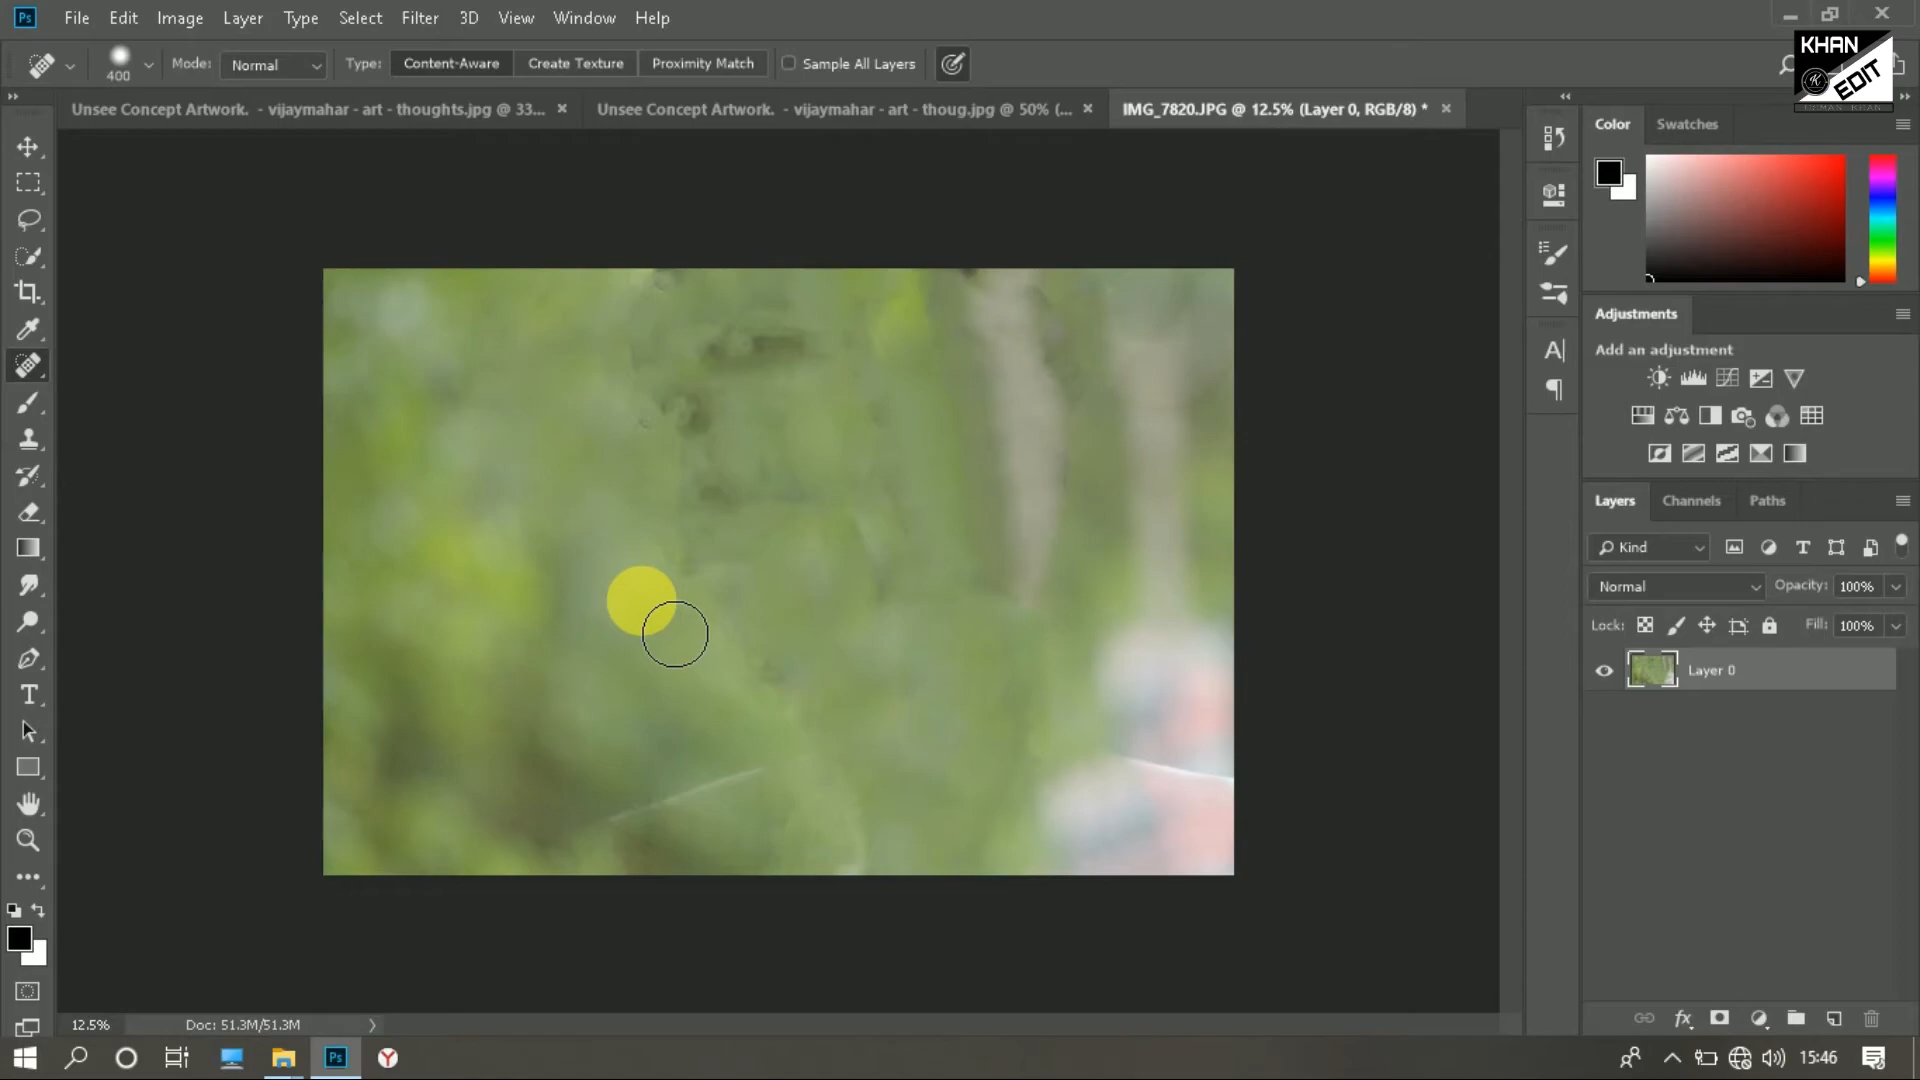 Ps File Edit Image Layer Type Select Filter 3D View Window Help
400 Mode: Normal Type: Content-Aware Create Texture Proximity Match Sample All Layers
KHAN
EDIT
Unsee Concept Artwork. - vijaymahar - art - thoughts.jpg @ 33... Unsee Concept Artwork. - vijaymahar - art - thoug.jpg @ 50% (... IMG_7820.JPG @ 12.5% (Layer 0, RGB/8) *
Color Swatches
Adjustments
Add an adjustment
Layers Channels Paths
Kind
Normal Opacity: 100%
Lock: Fill: 100%
Layer 0
12.5% Doc: 51.3M/51.3M
Ps 15:46